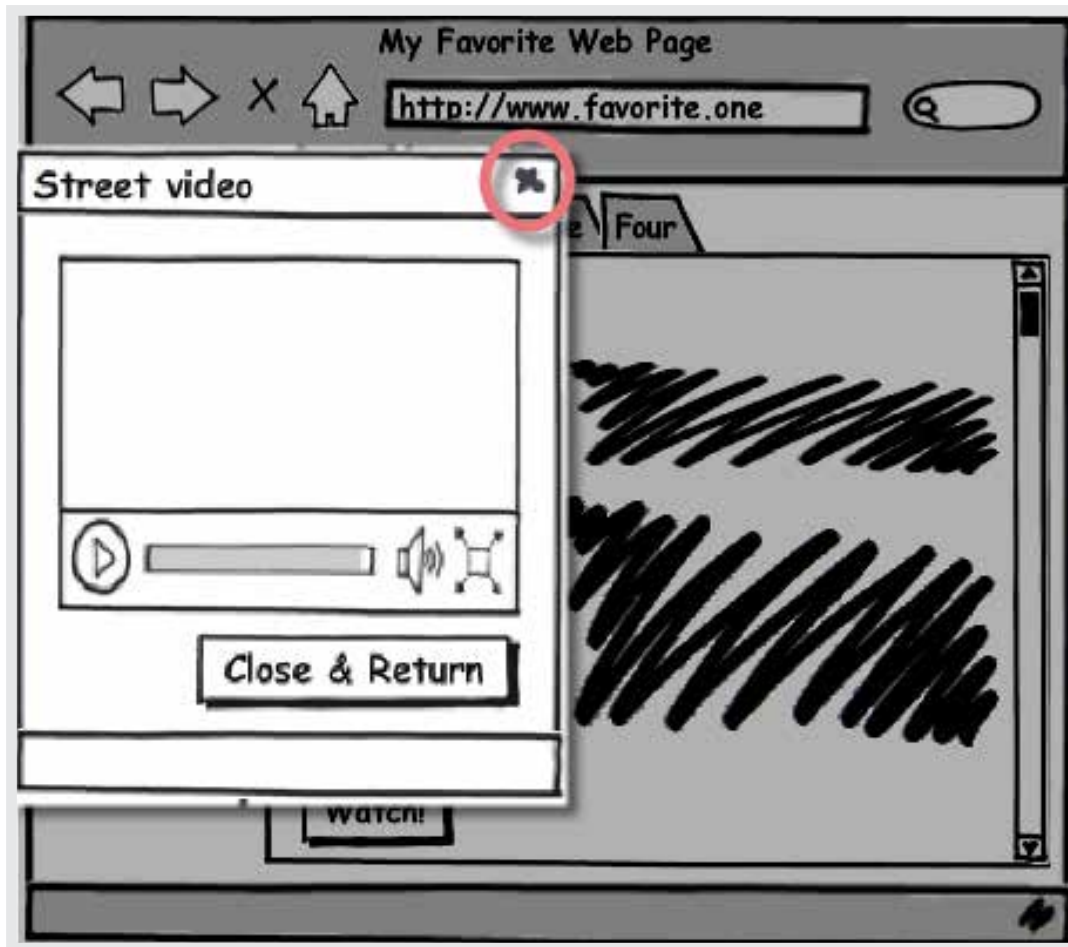 My Favorite Web Page
http://www.favorite.one
Street video
e
Four
Close & Return
Watch!